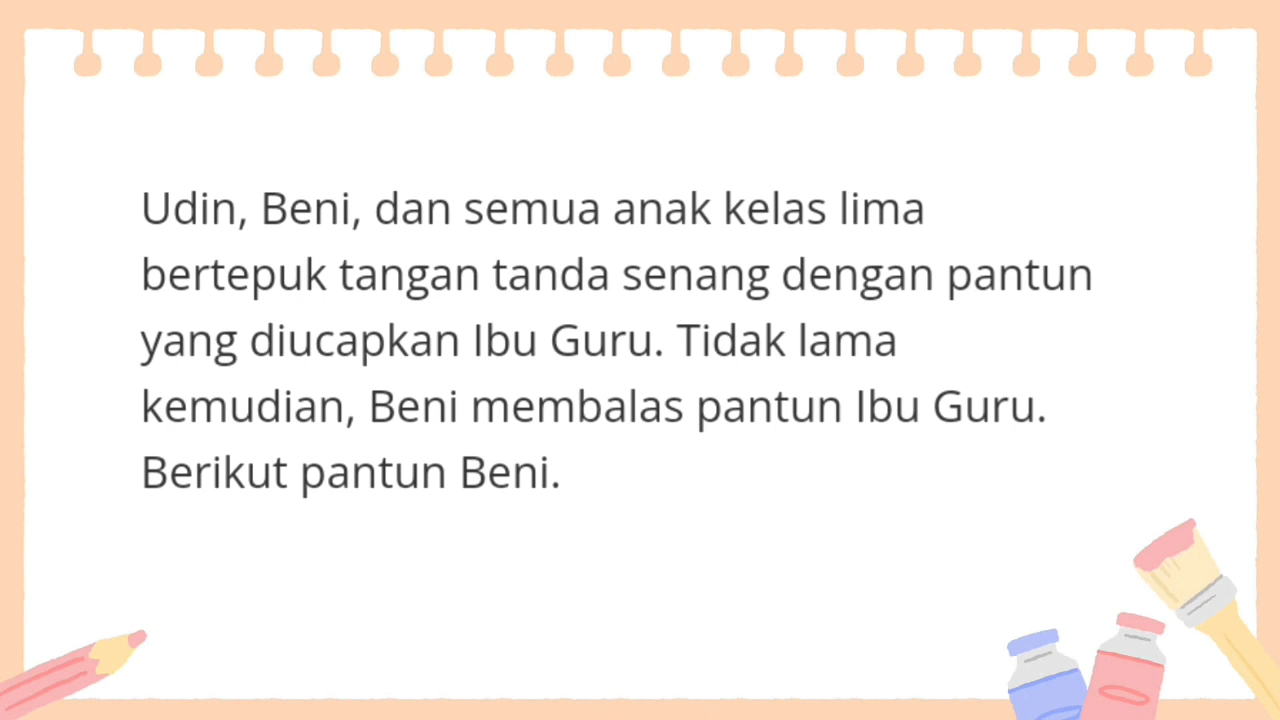 Udin, Beni, dan semua anak kelas lima
bertepuk tangan tanda senang dengan pantun
yang diucapkan Ibu Guru. Tidak lama
kemudian, Beni membalas pantun Ibu Guru.
Berikut pantun Beni.